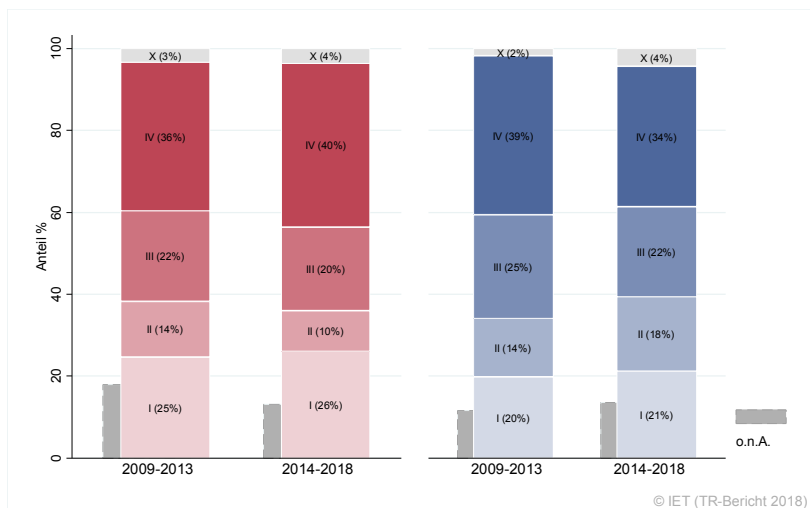 Anteil %
100
80
60
40
20
0
X (3%)
IV (36%)
III (22%)
II (14%)
I (25%)
X (4%)
IV (40%)
III (20%)
II (10%)
I (26%)
X (2%)
IV (39%)
III (25%)
II (14%)
I (20%)
X (4%)
IV (34%)
III (22%)
II (18%)
I (21%)
2009-2013
2014-2018
2009-2013
2014-2018
o.n.A.
© IET (TR-Bericht 2018)